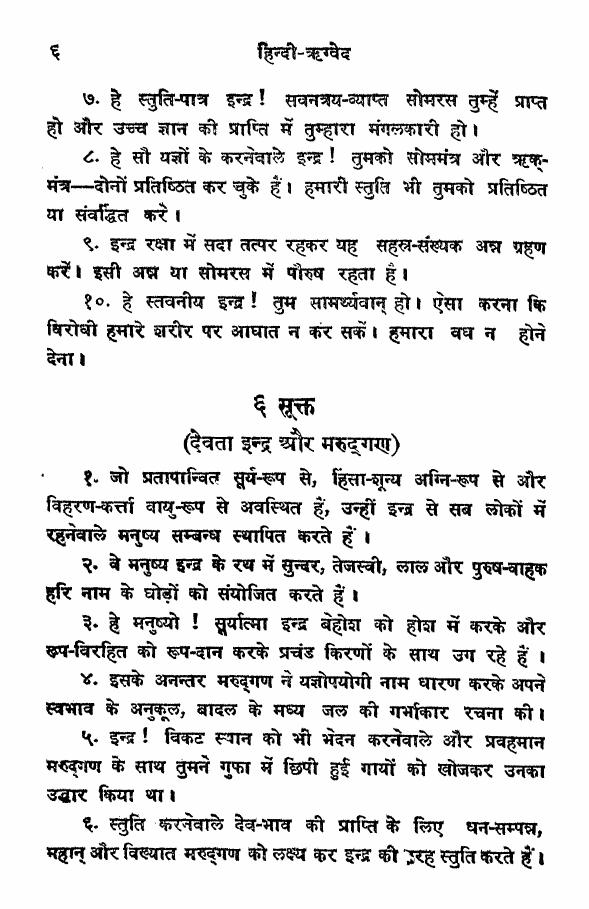 ६
हिन्दी-ऋग्वेद
७. हे स्तुति-पात्र इन्द्र ! सवनत्रय-व्याप्त सोमरस तुम्हें प्राप्त
हो और उच्च ज्ञान की प्राप्ति में तुम्हारा मंगलकारी हो ।
८. हे सौ यज्ञों के करनेवाले इन्द्र ! तुमको सोममंत्र और ऋक्-
मंत्र—दोनों प्रतिष्ठित कर चुके हैं । हमारी स्तुति भी तुमको प्रतिष्ठित
या संवर्द्धित करे ।
९. इन्द्र रक्षा में सदा तत्पर रहकर यह सहस्र-संख्यक अन्न ग्रहण
करें । इसी अन्न या सोमरस में पौरुष रहता है ।
१०. हे स्तवनीय इन्द्र ! तुम सामर्थ्यवान् हो । ऐसा करना कि
विरोधी हमारे शरीर पर आघात न कर सकें । हमारा वध न होने
देना ।
६ सूक्त
(देवता इन्द्र और मरुद्गण)
१. जो प्रतापान्वित सूर्य-रूप से, हिंसा-शून्य अग्नि-रूप से और
विहरण-कर्त्ता वायु-रूप से अवस्थित हैं, उन्हीं इन्द्र से सब लोकों में
रहनेवाले मनुष्य सम्बन्ध स्थापित करते हैं ।
२. वे मनुष्य इन्द्र के रथ में सुन्दर, तेजस्वी, लाल और पुरुष-वाहक
हरि नाम के घोड़ों को संयोजित करते हैं ।
३. हे मनुष्यो ! सूर्यात्मा इन्द्र बेहोश को होश में करके और
रूप-विरहित को रूप-दान करके प्रचंड किरणों के साथ उग रहे हैं ।
४. इसके अनन्तर मरुद्गण ने यज्ञोपयोगी नाम धारण करके अपने
स्वभाव के अनुकूल, बादल के मध्य जल की गर्भाकार रचना की ।
५. इन्द्र ! विकट स्थान को भी भेदन करनेवाले और प्रवहमान
मरुद्गण के साथ तुमने गुफा में छिपी हुई गायों को खोजकर उनका
उद्धार किया था ।
६. स्तुति करनेवाले देव-भाव की प्राप्ति के लिए धन-सम्पन्न,
महान् और विख्यात मरुद्गण को लक्ष्य कर इन्द्र की स्तुति करते हैं ।